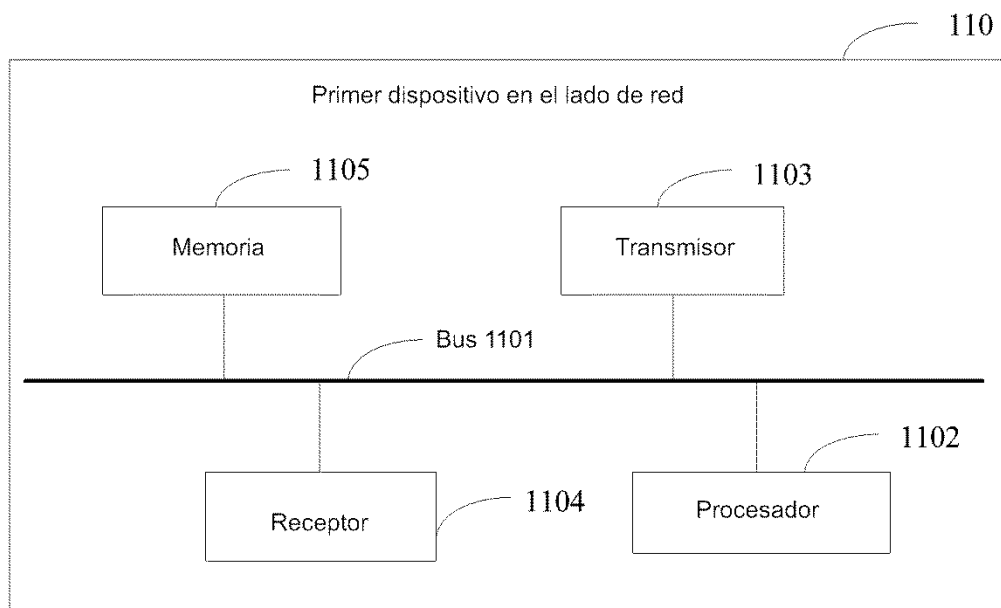 110
Primer dispositivo en el lado de red
1105
1103
Memoria
Transmisor
Bus 1101
1102
1104
Receptor
Procesador